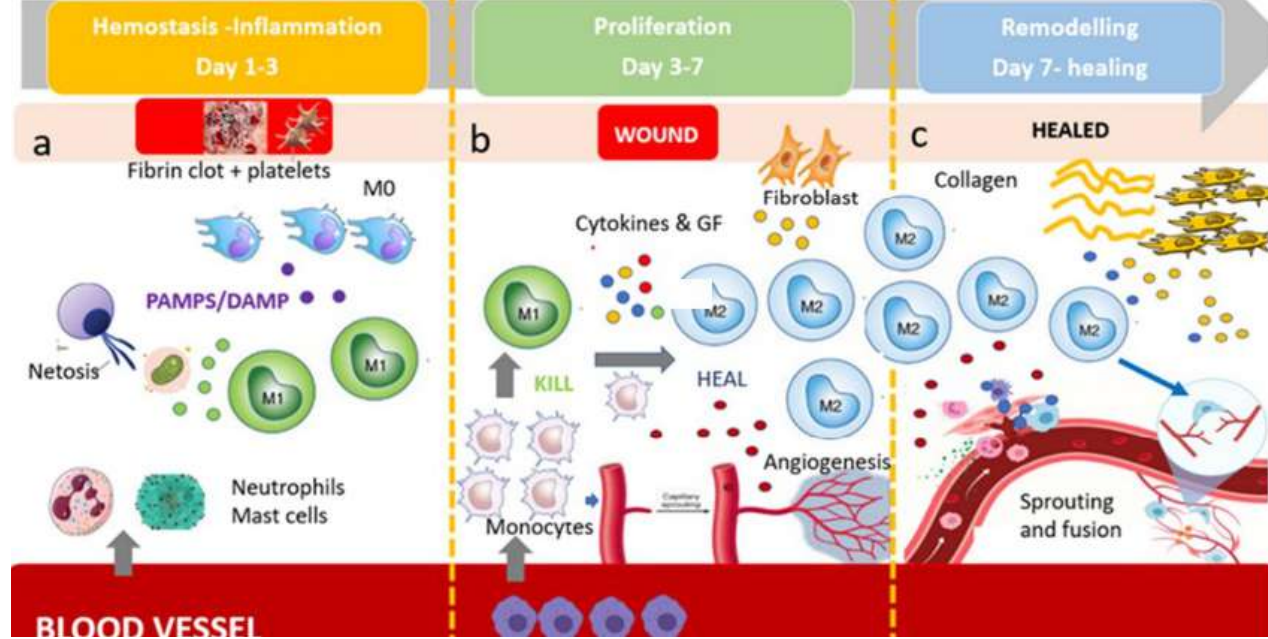 Hemostasis -Inflammation
Day 1-3
Proliferation
Day 3-7
Remodelling
Day 7- healing
a
Fibrin clot + platelets
M0
PAMPS/DAMP
Netosis
M1
M1
Neutrophils
Mast cells
b
WOUND
Fibroblast
Cytokines & GF
M1
M2
M2
M2
M2
M2
KILL
HEAL
Monocytes
Capillary
sprouting
Angiogenesis
c
HEALED
Collagen
M2
M2
Sprouting
and fusion
BLOOD VESSEL